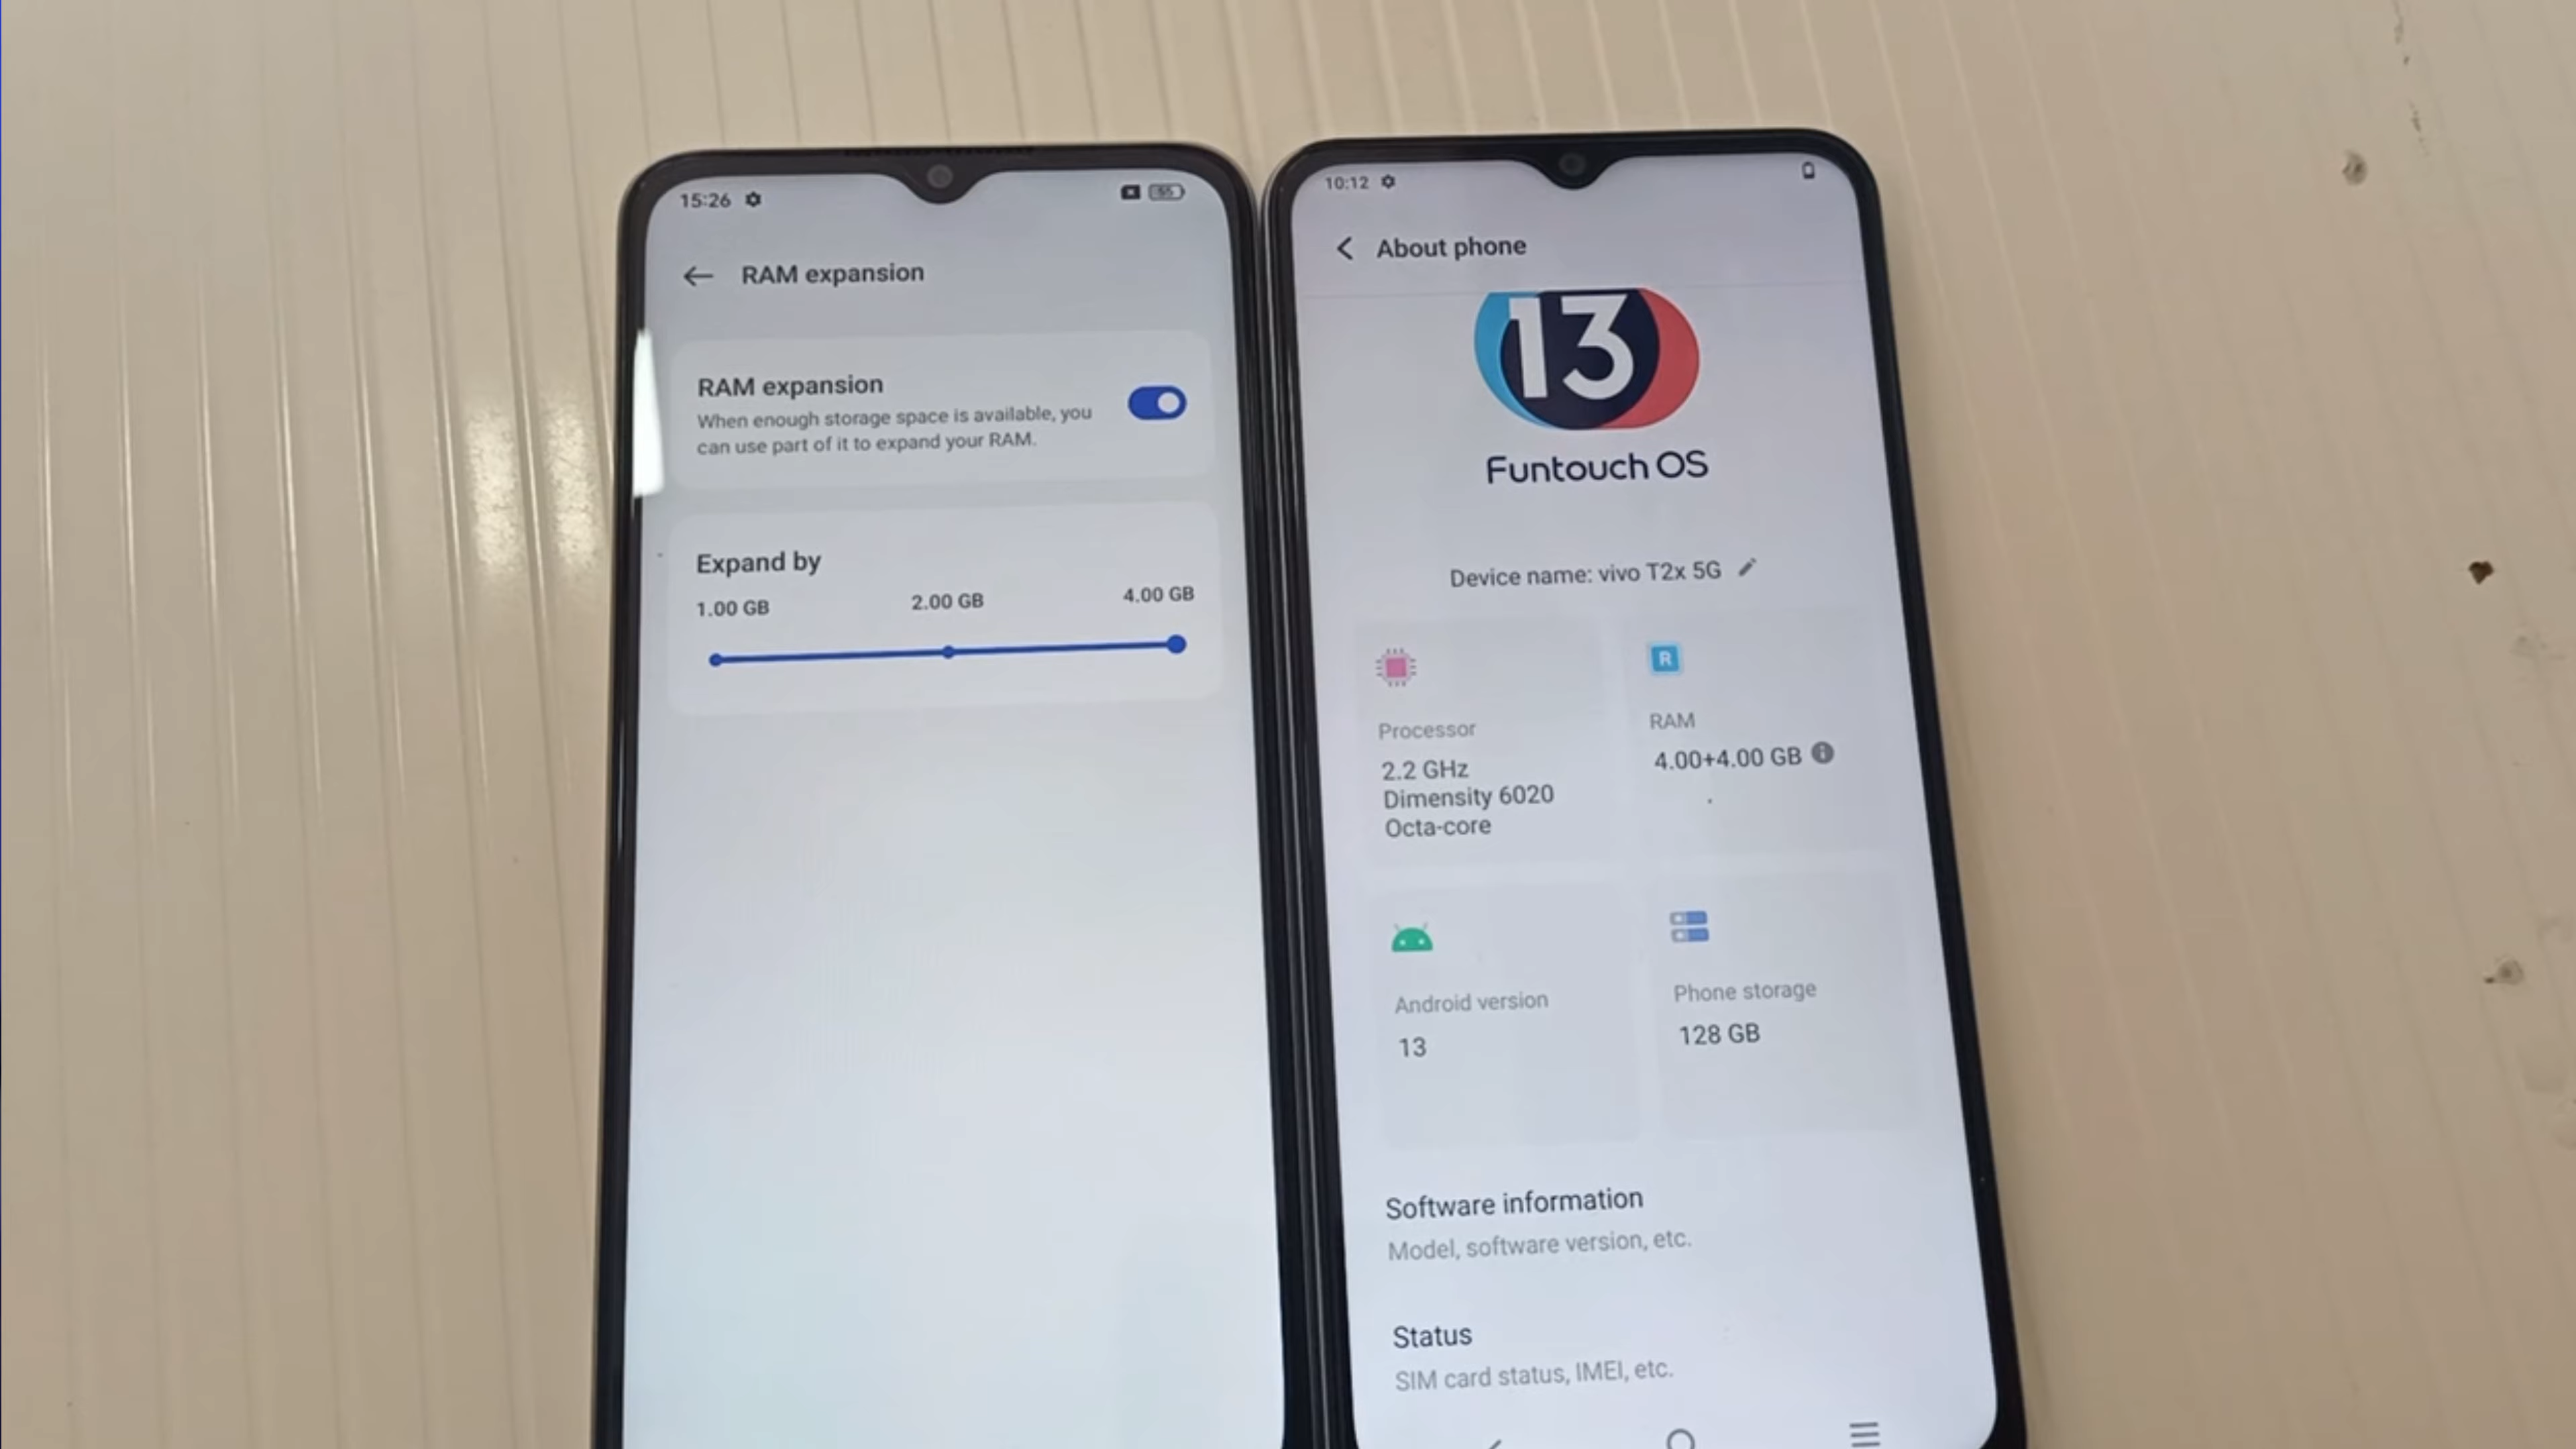 15:26
55
RAM expansion
RAM expansion
When enough storage space is available, you
can use part of it to expand your RAM.
Expand by
1.00 GB 2.00 GB 4.00 GB
10:12
About phone
13
Funtouch OS
Device name: vivo T2x 5G
R
Processor
2.2 GHz
Dimensity 6020
Octa-core
RAM
4.00+4.00 GB
Android version
13
Phone storage
128 GB
Software information
Model, software version, etc.
Status
SIM card status, IMEI, etc.